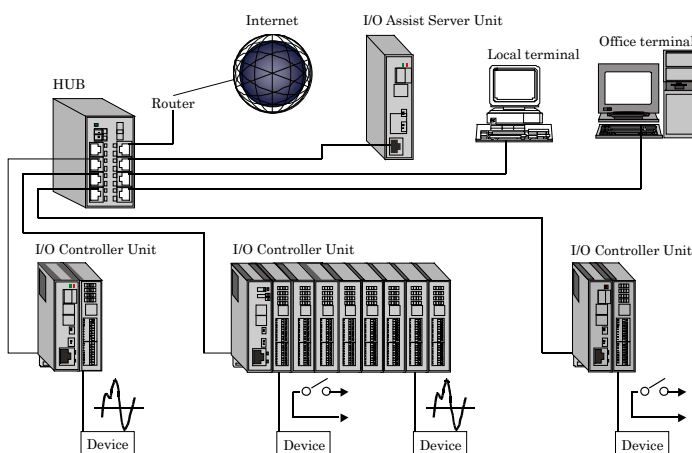 Internet
I/O Assist Server Unit
Local terminal
Office terminal
HUB
Router
I/O Controller Unit
I/O Controller Unit
I/O Controller Unit
Device
Device
Device
Device